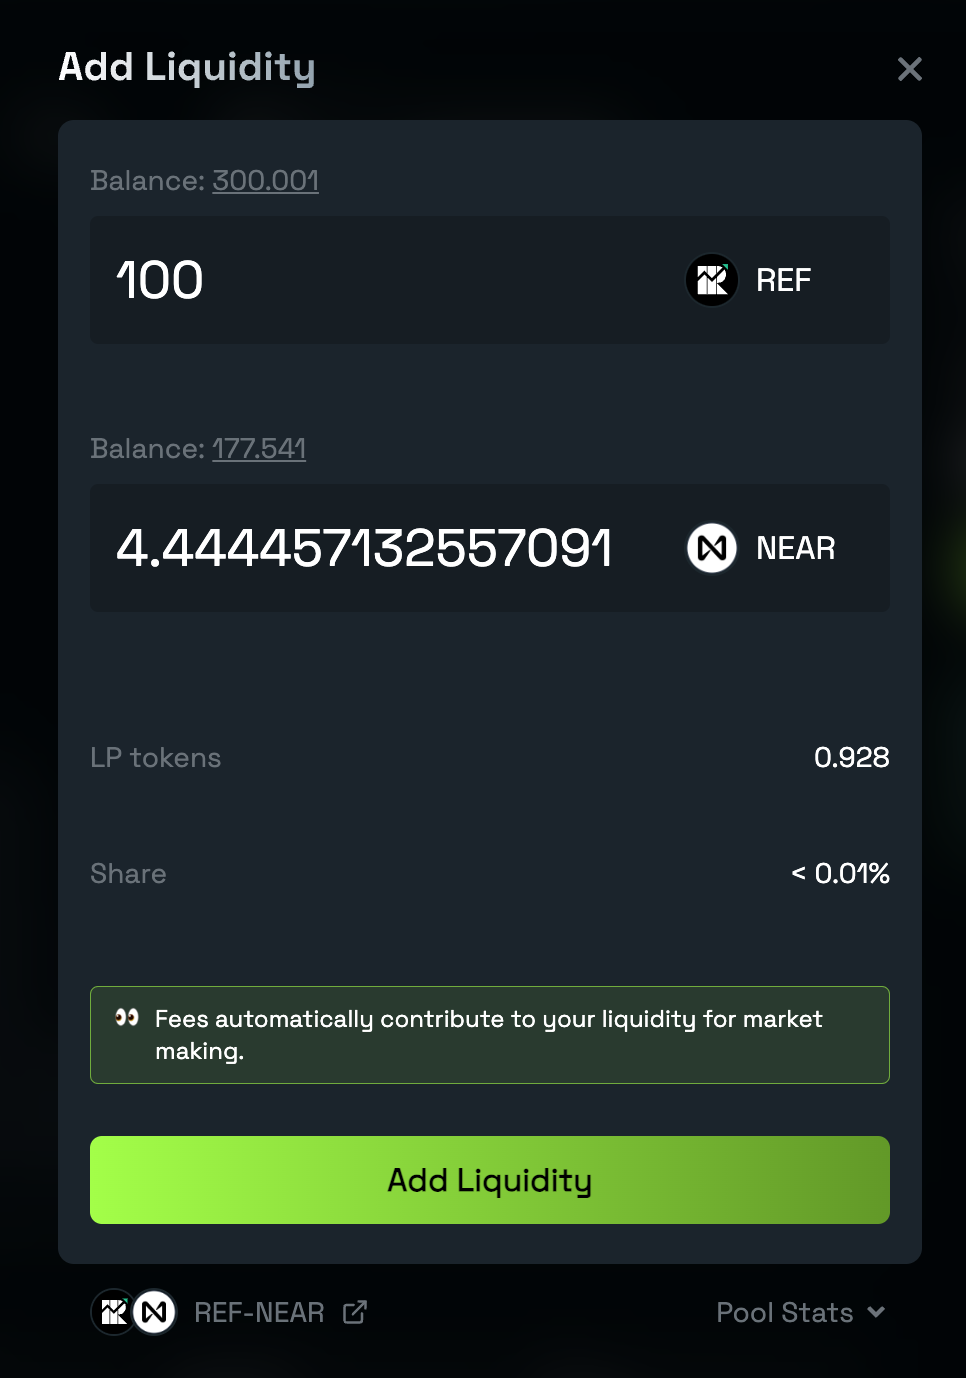 Add Liquidity
Balance: 300.001
100
REF
Balance: 177.541
4.444457132557091
NEAR
LP tokens
0.928
Share
< 0.01%
👀 Fees automatically contribute to your liquidity for market
making.
Add Liquidity
REF-NEAR
Pool Stats